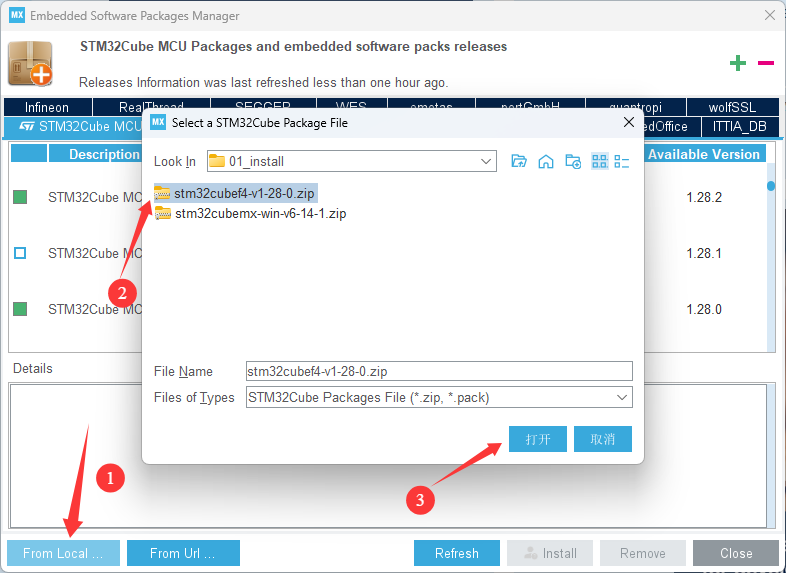 MX Embedded Software Packages Manager
STM32Cube MCU Packages and embedded software packs releases
Releases Information was last refreshed less than one hour ago.
Infineon RealThread SEGGER WES emotas portGmbH quantropi wolfSSL
STM32Cube MCU edOffice ITTIA_DB
Description Available Version
STM32Cube MC 1.28.2
STM32Cube MC 1.28.1
STM32Cube MC 1.28.0
MX Select a STM32Cube Package File
Look In 01_install
stm32cubef4-v1-28-0.zip
stm32cubemx-win-v6-14-1.zip
2
File Name stm32cubef4-v1-28-0.zip
Files of Types STM32Cube Packages File (*.zip, *.pack)
打开 取消
Details
1
3
From Local ... From Url ... Refresh Install Remove Close